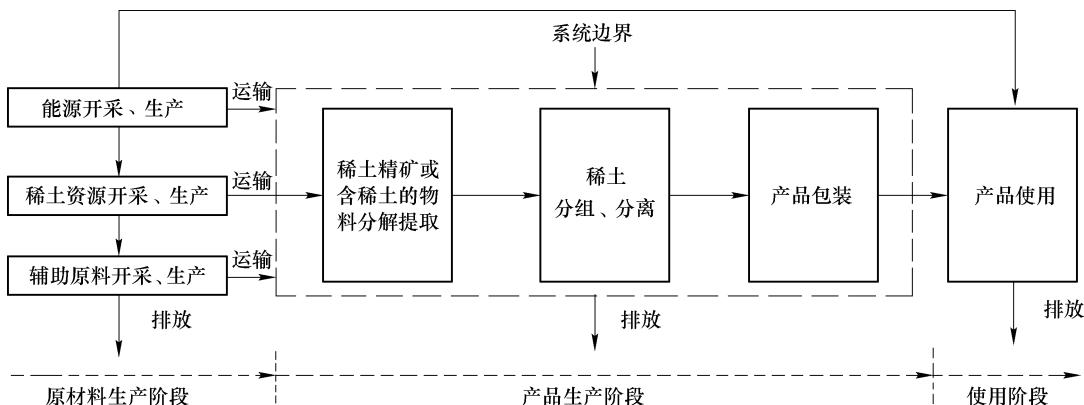 系统边界
能源开采、生产
运输
稀土资源开采、生产
运输
辅助原料开采、生产
运输
排放
稀土精矿或
含稀土的物
料分解提取
稀土
分组、分离
产品包装
排放
产品使用
排放
原材料生产阶段
产品生产阶段
使用阶段